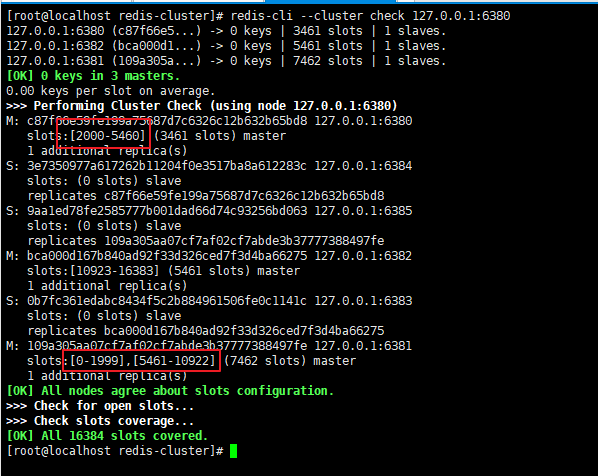 [root@localhost redis-cluster]# redis-cli --cluster check 127.0.0.1:6380
127.0.0.1:6380 (c87f66e5...) -> 0 keys | 3461 slots | 1 slaves.
127.0.0.1:6382 (bca000d1...) -> 0 keys | 5461 slots | 1 slaves.
127.0.0.1:6381 (109a305a...) -> 0 keys | 7462 slots | 1 slaves.
[OK] 0 keys in 3 masters.
0.00 keys per slot on average.
>>> Performing Cluster Check (using node 127.0.0.1:6380)
M: c87f66e59fe199a75687d7c6326c12b632b65bd8 127.0.0.1:6380
slots:[2000-5460] (3461 slots) master
1 additional replica(s)
S: 3e7350977a617262b11204f0e3517ba8a612283c 127.0.0.1:6384
slots: (0 slots) slave
replicates c87f66e59fe199a75687d7c6326c12b632b65bd8
S: 9aa1ed78fe2585777b001dad66d74c93256bd063 127.0.0.1:6385
slots: (0 slots) slave
replicates 109a305aa07cf7af02cf7abde3b37777388497fe
M: bca000d167b840ad92f33d326ced7f3d4ba66275 127.0.0.1:6382
slots:[10923-16383] (5461 slots) master
1 additional replica(s)
S: 0b7fc361edabc8434f5c2b884961506fe0c1141c 127.0.0.1:6383
slots: (0 slots) slave
replicates bca000d167b840ad92f33d326ced7f3d4ba66275
M: 109a305aa07cf7af02cf7abde3b37777388497fe 127.0.0.1:6381
slots:[0-1999],[5461-10922] (7462 slots) master
1 additional replica(s)
[OK] All nodes agree about slots configuration.
>>> Check for open slots...
>>> Check slots coverage...
[OK] All 16384 slots covered.
[root@localhost redis-cluster]#